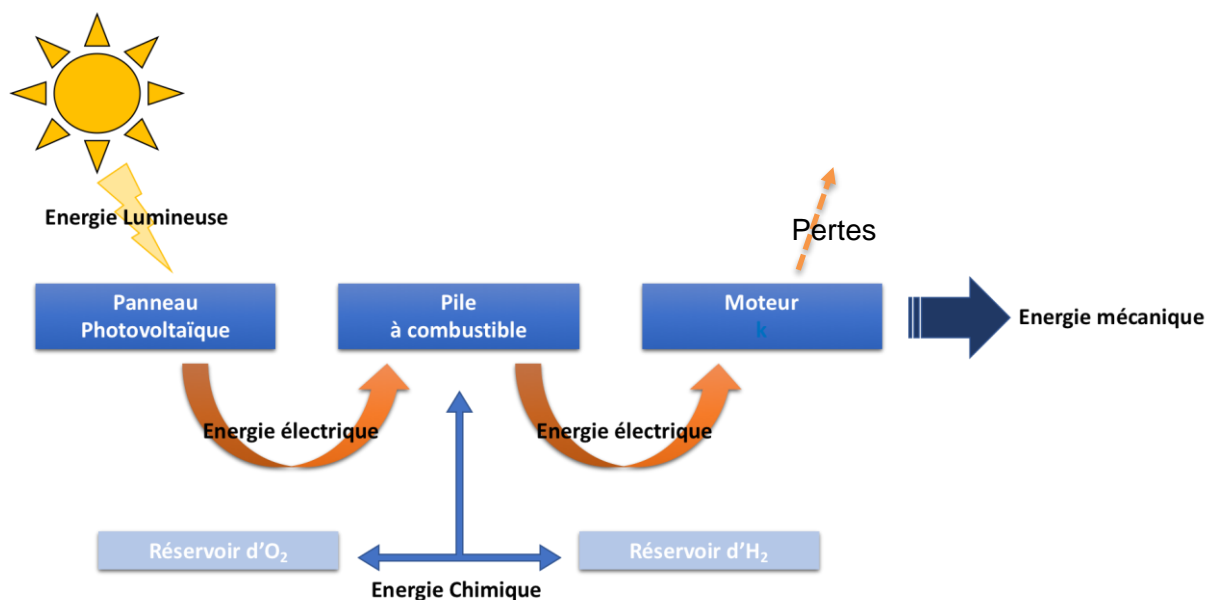 Energie Lumineuse
Pertes
Panneau
Photovoltaïque
Pile
à combustible
Moteur
k
Energie mécanique
Energie électrique
Energie électrique
Réservoir d'O₂
Réservoir d'H₂
Energie Chimique